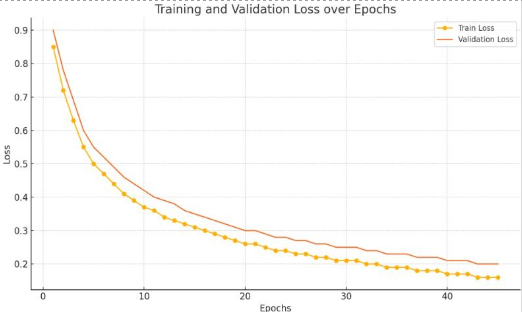 Training and Validation Loss over Epochs
Train Loss
Validation Loss
0.9
0.8
0.7
0.6
0.5
0.4
0.3
0.2
Loss
0 10 20 30 40
Epochs